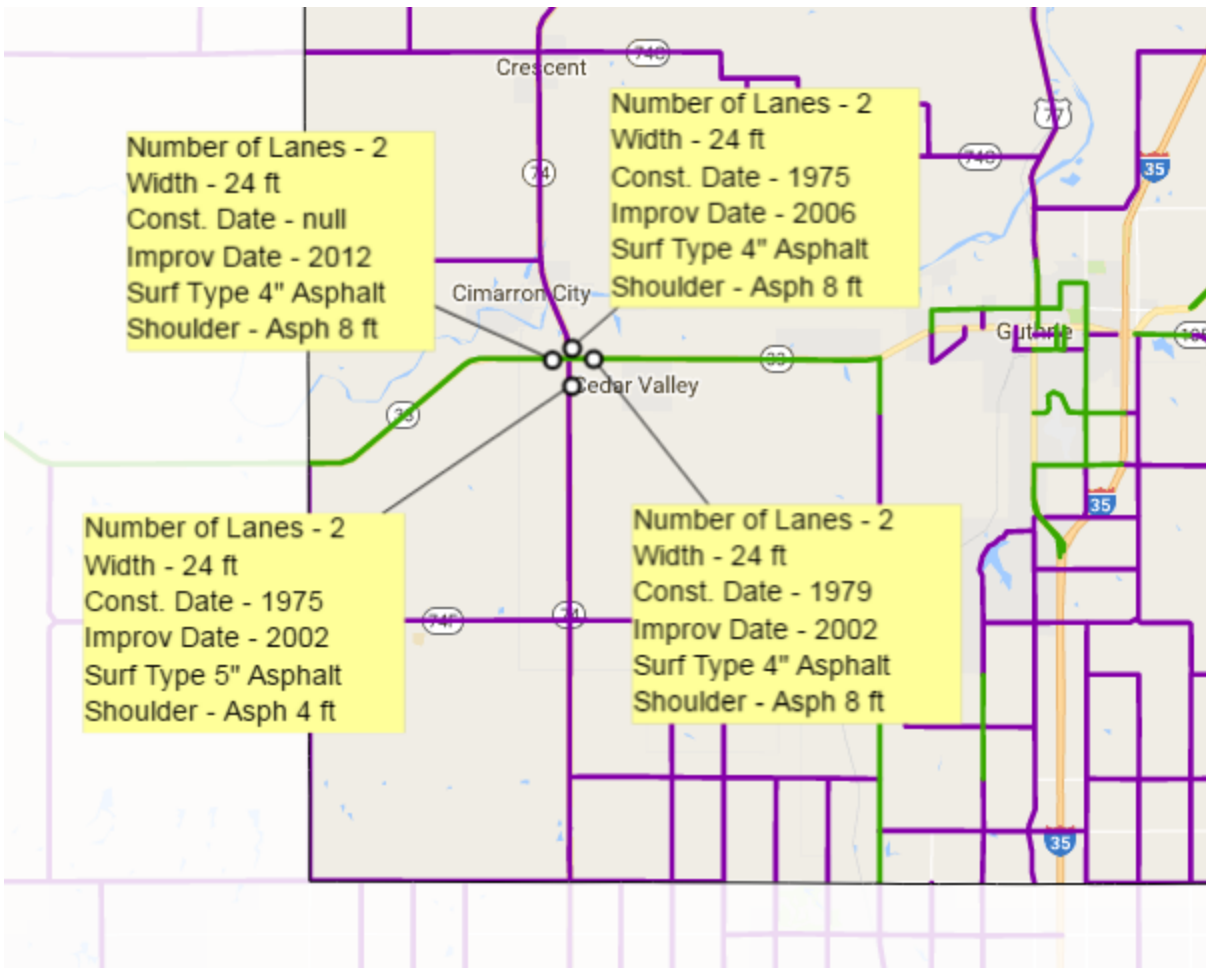 74C
Crescent
Number of Lanes - 2
Width - 24 ft
Const. Date - 1975
Improv Date - 2006
Surf Type 4" Asphalt
Shoulder - Asph 8 ft
77
Number of Lanes - 2
Width - 24 ft
Const. Date - null
Improv Date - 2012
Surf Type 4" Asphalt
Shoulder - Asph 8 ft
74
74C
35
Cimarron City
Guthrie
33
Cedar Valley
33
35
Number of Lanes - 2
Width - 24 ft
Const. Date - 1975
Improv Date - 2002
Surf Type 5" Asphalt
Shoulder - Asph 4 ft
Number of Lanes - 2
Width - 24 ft
Const. Date - 1979
Improv Date - 2002
Surf Type 4" Asphalt
Shoulder - Asph 8 ft
74F
74
35